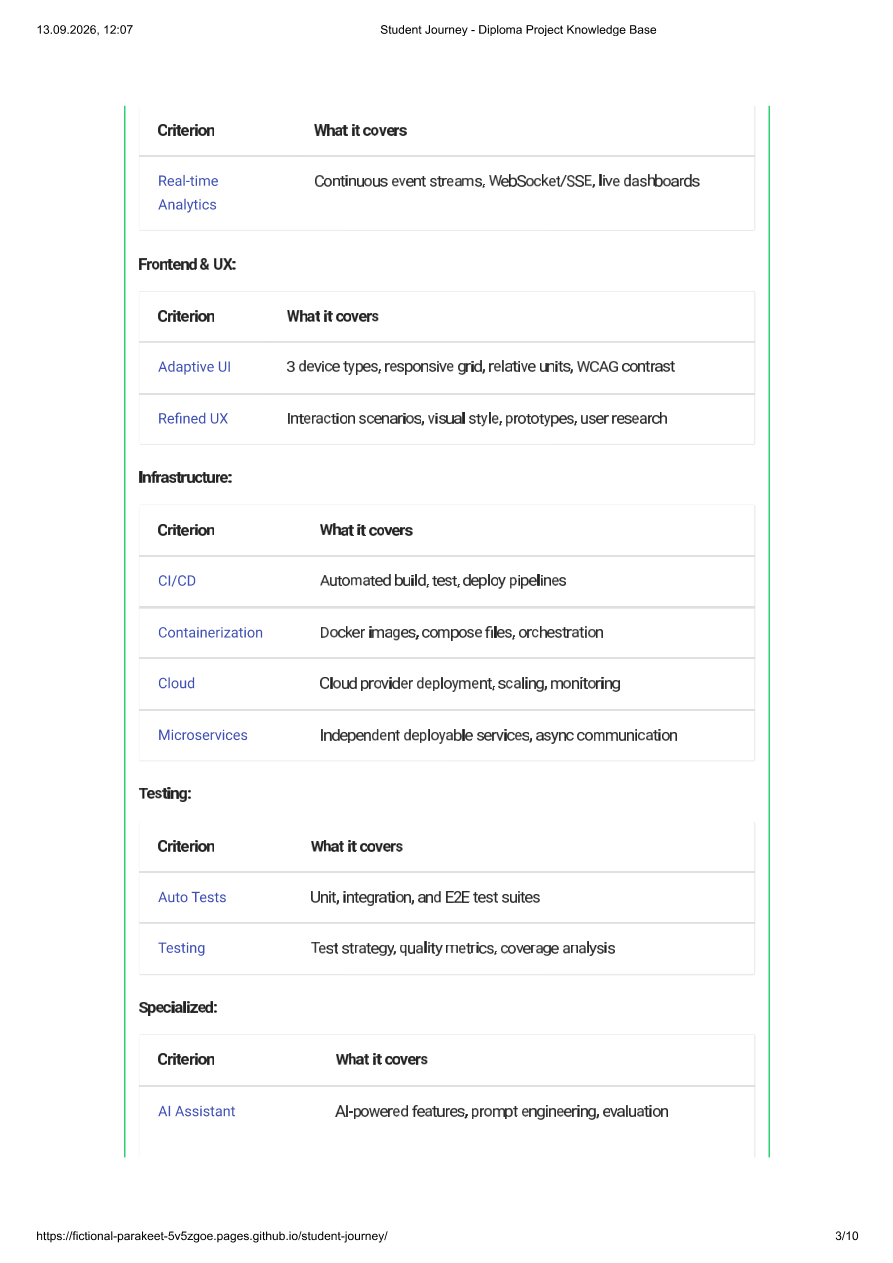 13.09.2026, 12:07 Student Journey - Diploma Project Knowledge Base
Criterion What it covers
Real-time Continuous event streams, WebSocket/SSE, live dashboards
Analytics
Frontend & UX:
Criterion What it covers
Adaptive UI 3 device types, responsive grid, relative units, WCAG contrast
Refined UX Interaction scenarios, visual style, prototypes, user research
Infrastructure:
Criterion What it covers
CI/CD Automated build, test, deploy pipelines
Containerization Docker images, compose files, orchestration
Cloud Cloud provider deployment, scaling, monitoring
Microservices Independent deployable services, async communication
Testing:
Criterion What it covers
Auto Tests Unit, integration, and E2E test suites
Testing Test strategy, quality metrics, coverage analysis
Specialized:
Criterion What it covers
AI Assistant AI-powered features, prompt engineering, evaluation
https://fictional-parakeet-5v5zgoe.pages.github.io/student-journey/ 3/10